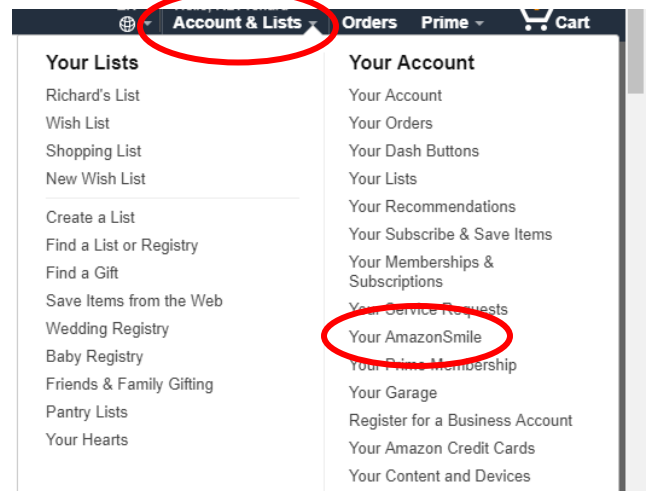 Account & Lists Orders Prime Cart
Your Lists
Richard's List
Wish List
Shopping List
New Wish List
Create a List
Find a List or Registry
Find a Gift
Save Items from the Web
Wedding Registry
Baby Registry
Friends & Family Gifting
Pantry Lists
Your Hearts
Your Account
Your Account
Your Orders
Your Dash Buttons
Your Lists
Your Recommendations
Your Subscribe & Save Items
Your Memberships &
Subscriptions
Your Service Requests
Your AmazonSmile
Your Prime Membership
Your Garage
Register for a Business Account
Your Amazon Credit Cards
Your Content and Devices